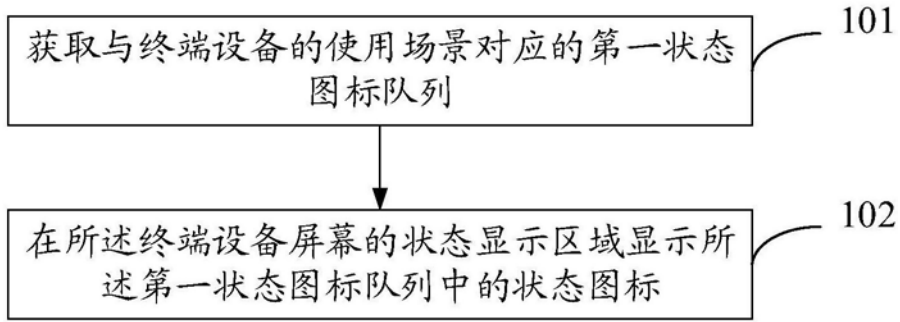 获取与终端设备的使用场景对应的第一状态
图标队列
101
在所述终端设备屏幕的状态显示区域显示所
述第一状态图标队列中的状态图标
102